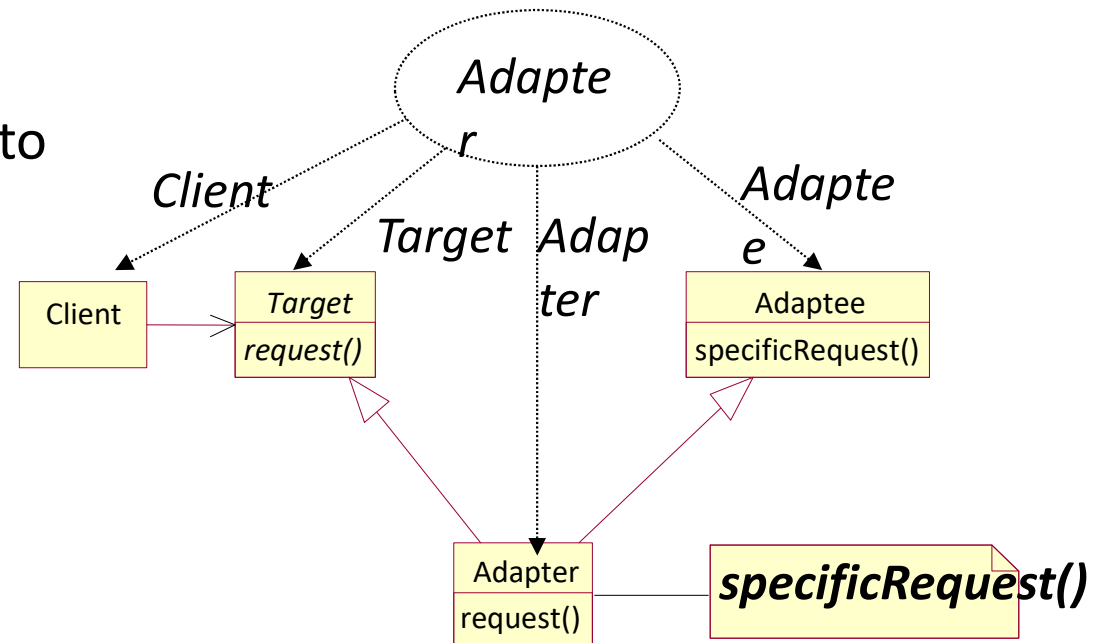 Adapte
r
to
Client
Target
Adap
ter
Adapte
e
Client
Target
request()
Adaptee
specificRequest()
Adapter
request()
specificRequest()